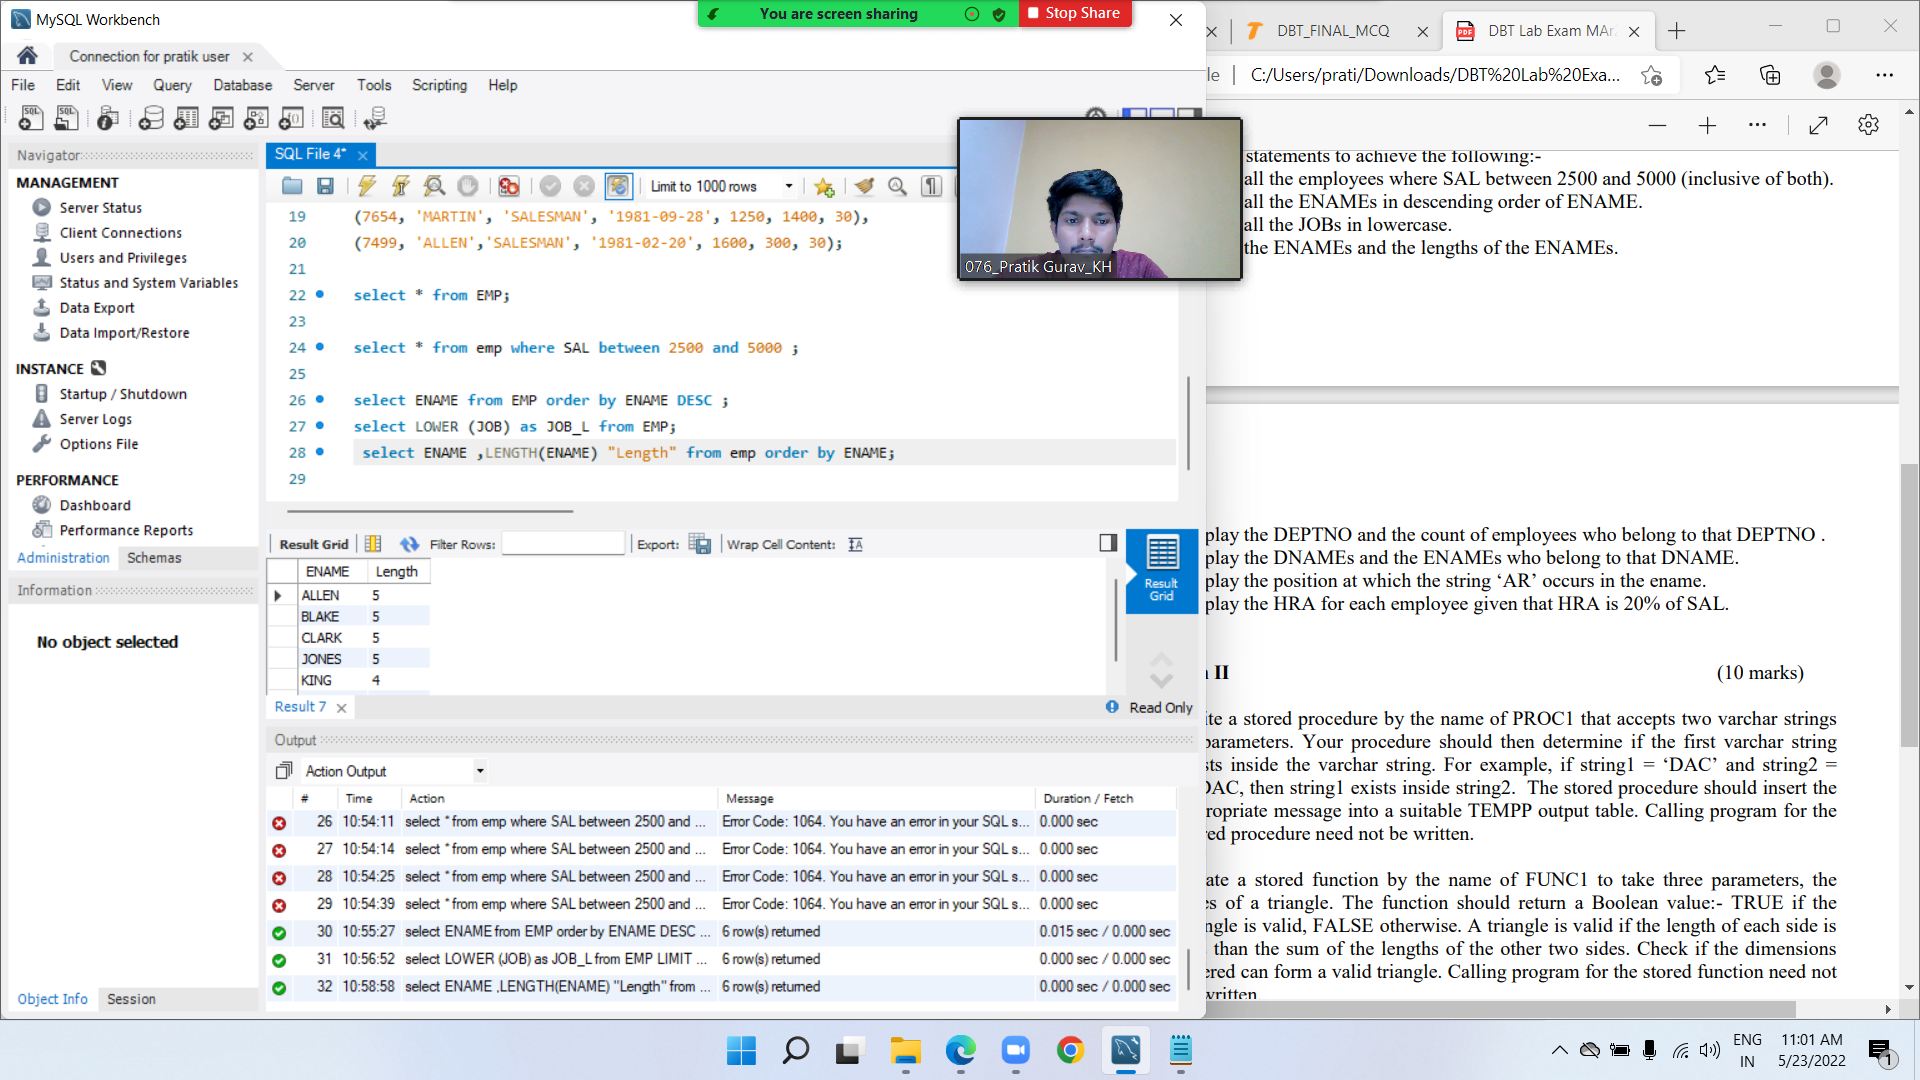 MySQL Workbench
You are screen sharing
Stop Share
DBT_FINAL_MCQ
DBT Lab Exam MAr
Connection for pratik user
le
C:/Users/prati/Downloads/DBT%20Lab%20Exa...
File Edit View Query Database Server Tools Scripting Help
Navigator
MANAGEMENT
Server Status
Client Connections
Users and Privileges
Status and System Variables
Data Export
Data Import/Restore
INSTANCE
Startup / Shutdown
Server Logs
Options File
PERFORMANCE
Dashboard
Performance Reports
Administration Schemas
Information
No object selected
Object Info Session
SQL File 4*
Limit to 1000 rows
19 (7654, 'MARTIN', 'SALESMAN', '1981-09-28', 1250, 1400, 30),
20 (7499, 'ALLEN','SALESMAN', '1981-02-20', 1600, 300, 30);
21
22 select * from EMP;
23
24 select * from emp where SAL between 2500 and 5000 ;
25
26 select ENAME from EMP order by ENAME DESC ;
27 select LOWER (JOB) as JOB_L from EMP;
28 select ENAME ,LENGTH(ENAME) "Length" from emp order by ENAME;
29
076_Pratik Gurav_KH
Result Grid Filter Rows: Export: Wrap Cell Content:
ENAME Length
ALLEN 5
BLAKE 5
CLARK 5
JONES 5
KING 4
Result Grid
Result 7
Read Only
Output
Action Output
# Time Action Message Duration / Fetch
26 10:54:11 select * from emp where SAL between 2500 and ... Error Code: 1064. You have an error in your SQL s... 0.000 sec
27 10:54:14 select * from emp where SAL between 2500 and ... Error Code: 1064. You have an error in your SQL s... 0.000 sec
28 10:54:25 select * from emp where SAL between 2500 and ... Error Code: 1064. You have an error in your SQL s... 0.000 sec
29 10:54:39 select * from emp where SAL between 2500 and ... Error Code: 1064. You have an error in your SQL s... 0.000 sec
30 10:55:27 select ENAME from EMP order by ENAME DESC ... 6 row(s) returned 0.015 sec / 0.000 sec
31 10:56:52 select LOWER (JOB) as JOB_L from EMP LIMIT ... 6 row(s) returned 0.000 sec / 0.000 sec
32 10:58:58 select ENAME ,LENGTH(ENAME) "Length" from ... 6 row(s) returned 0.000 sec / 0.000 sec
statements to achieve the following:-
all the employees where SAL between 2500 and 5000 (inclusive of both).
all the ENAMEs in descending order of ENAME.
all the JOBs in lowercase.
the ENAMEs and the lengths of the ENAMEs.
play the DEPTNO and the count of employees who belong to that DEPTNO .
play the DNAMEs and the ENAMEs who belong to that DNAME.
play the position at which the string ‘AR’ occurs in the ename.
play the HRA for each employee given that HRA is 20% of SAL.
II (10 marks)
ite a stored procedure by the name of PROC1 that accepts two varchar strings
parameters. Your procedure should then determine if the first varchar string
sts inside the varchar string. For example, if string1 = ‘DAC’ and string2 =
DAC, then string1 exists inside string2. The stored procedure should insert the
ropriate message into a suitable TEMPP output table. Calling program for the
red procedure need not be written.
ate a stored function by the name of FUNC1 to take three parameters, the
es of a triangle. The function should return a Boolean value:- TRUE if the
ngle is valid, FALSE otherwise. A triangle is valid if the length of each side is
than the sum of the lengths of the other two sides. Check if the dimensions
ered can form a valid triangle. Calling program for the stored function need not
written
ENG
IN
11:01 AM
5/23/2022
1